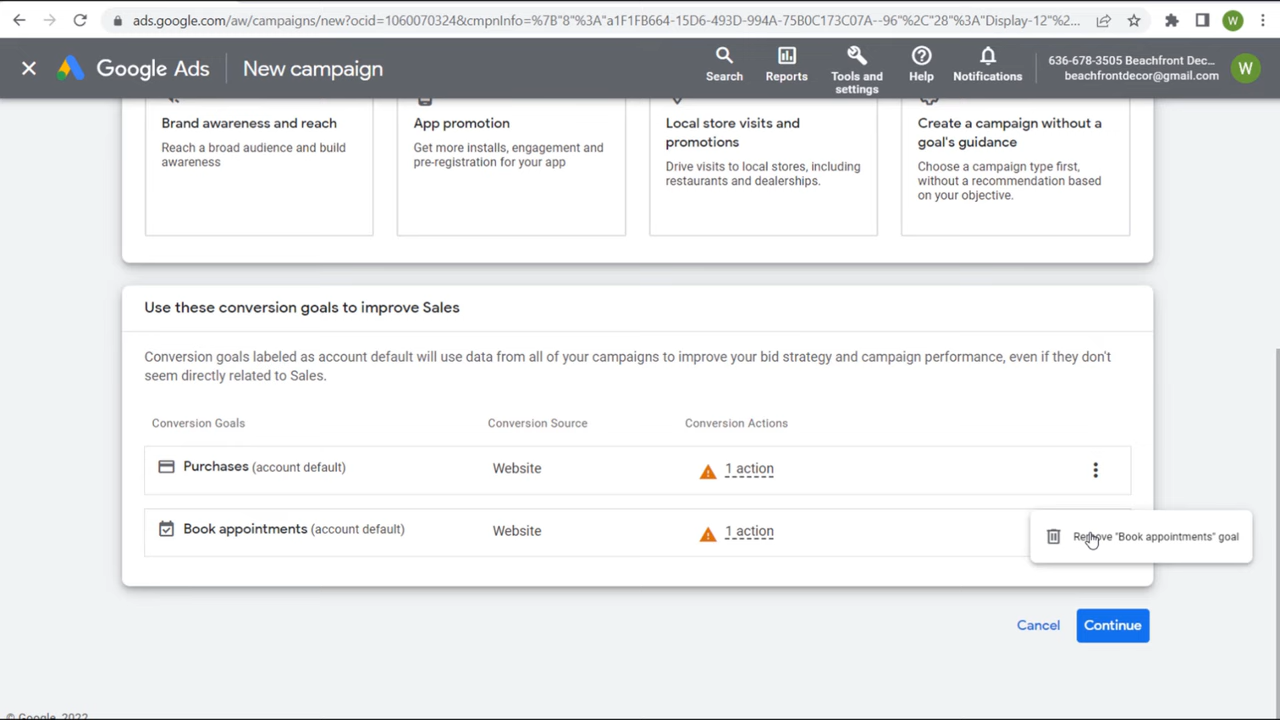 ads.google.com/aw/campaigns/new?ocid=1060070324&cmpnInfo=%7B"8"%3A"a1F1FB664-15D6-493D-994A-75B0C173C07A--96"%2C"28"%3A"Display-12"%2...
W
Google Ads
New campaign
Search
Reports
Tools and settings
Help
Notifications
636-678-3505 Beachfront Dec...
beachfrontdecor@gmail.com
W
Brand awareness and reach
Reach a broad audience and build
awareness
App promotion
Get more installs, engagement and
pre-registration for your app
Local store visits and
promotions
Drive visits to local stores, including
restaurants and dealerships.
Create a campaign without a
goal's guidance
Choose a campaign type first,
without a recommendation based
on your objective.
Use these conversion goals to improve Sales
Conversion goals labeled as account default will use data from all of your campaigns to improve your bid strategy and campaign performance, even if they don't
seem directly related to Sales.
Conversion Goals Conversion Source Conversion Actions
Purchases (account default) Website 1 action
Book appointments (account default) Website 1 action
Remove "Book appointments" goal
Cancel Continue
© Google, 2022